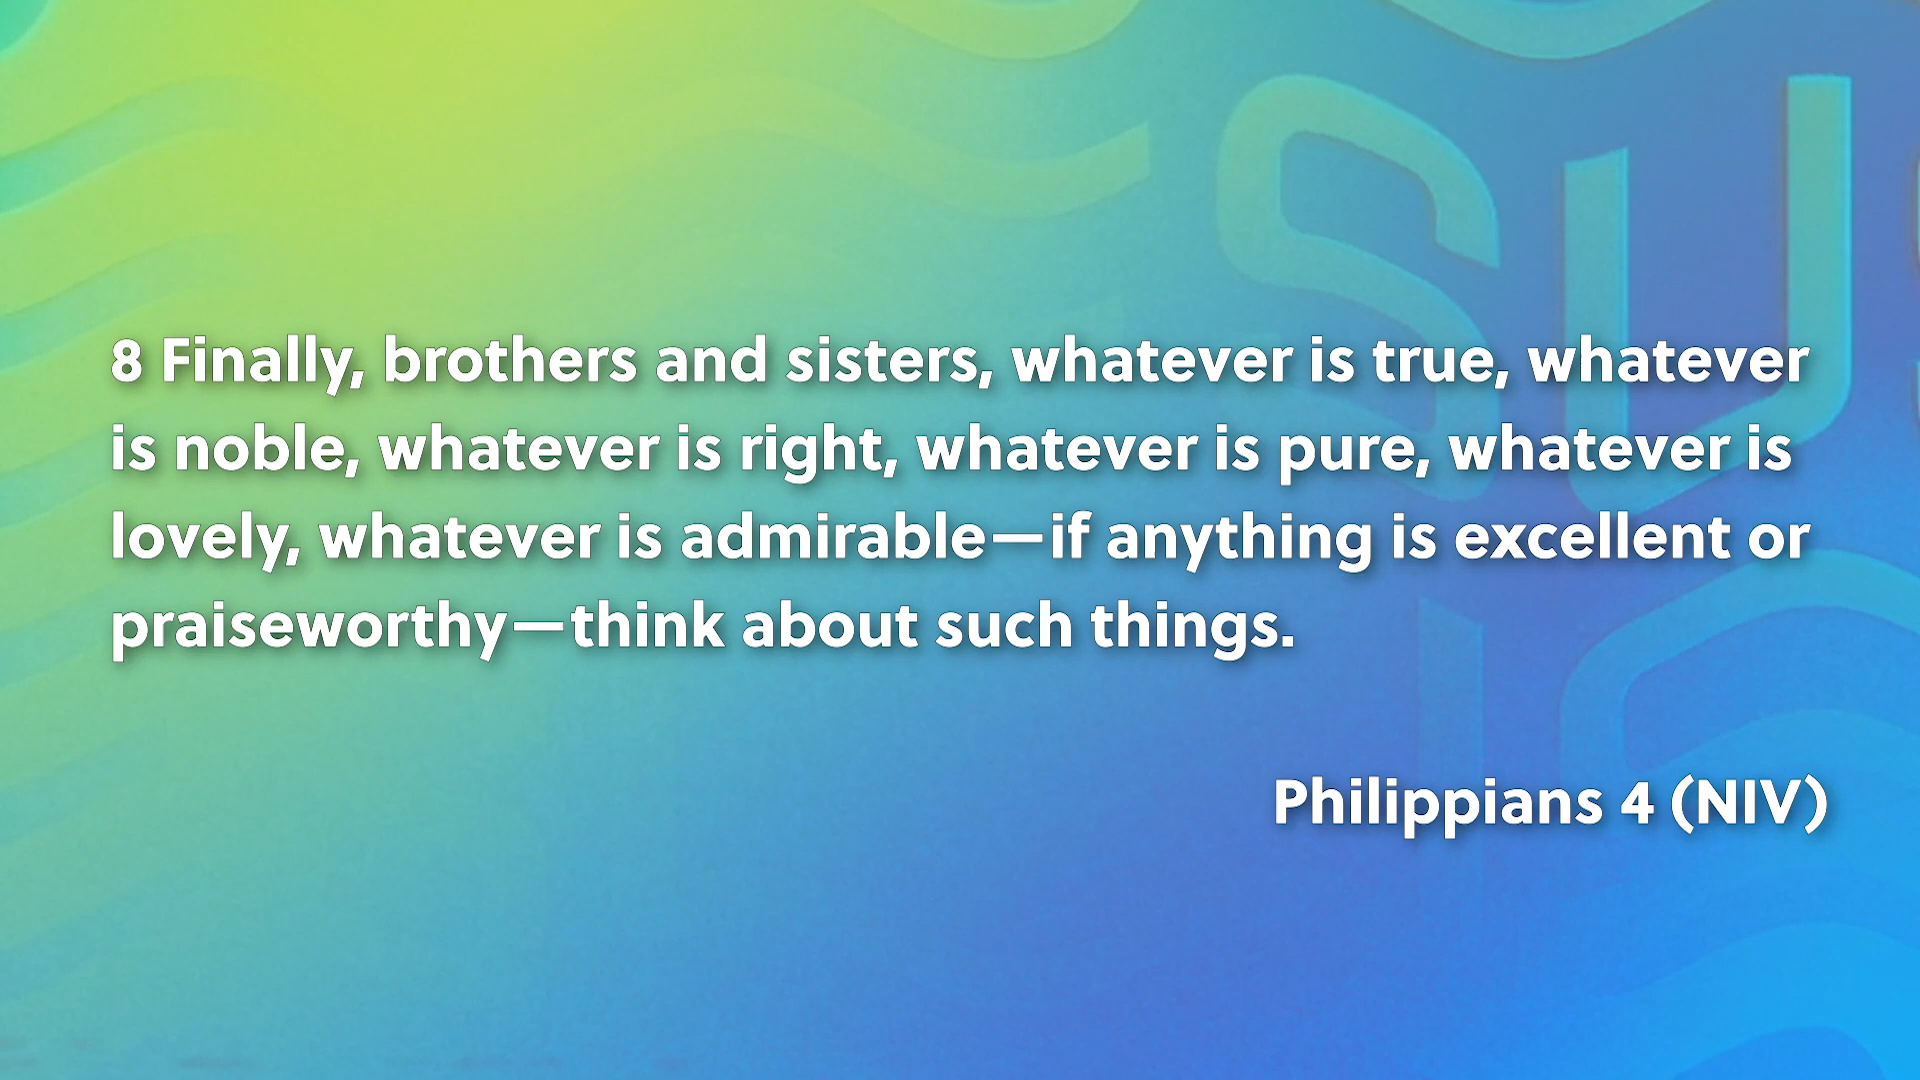 SU
8 Finally, brothers and sisters, whatever is true, whatever
is noble, whatever is right, whatever is pure, whatever is
lovely, whatever is admirable—if anything is excellent or
praiseworthy—think about such things.
Philippians 4 (NIV)